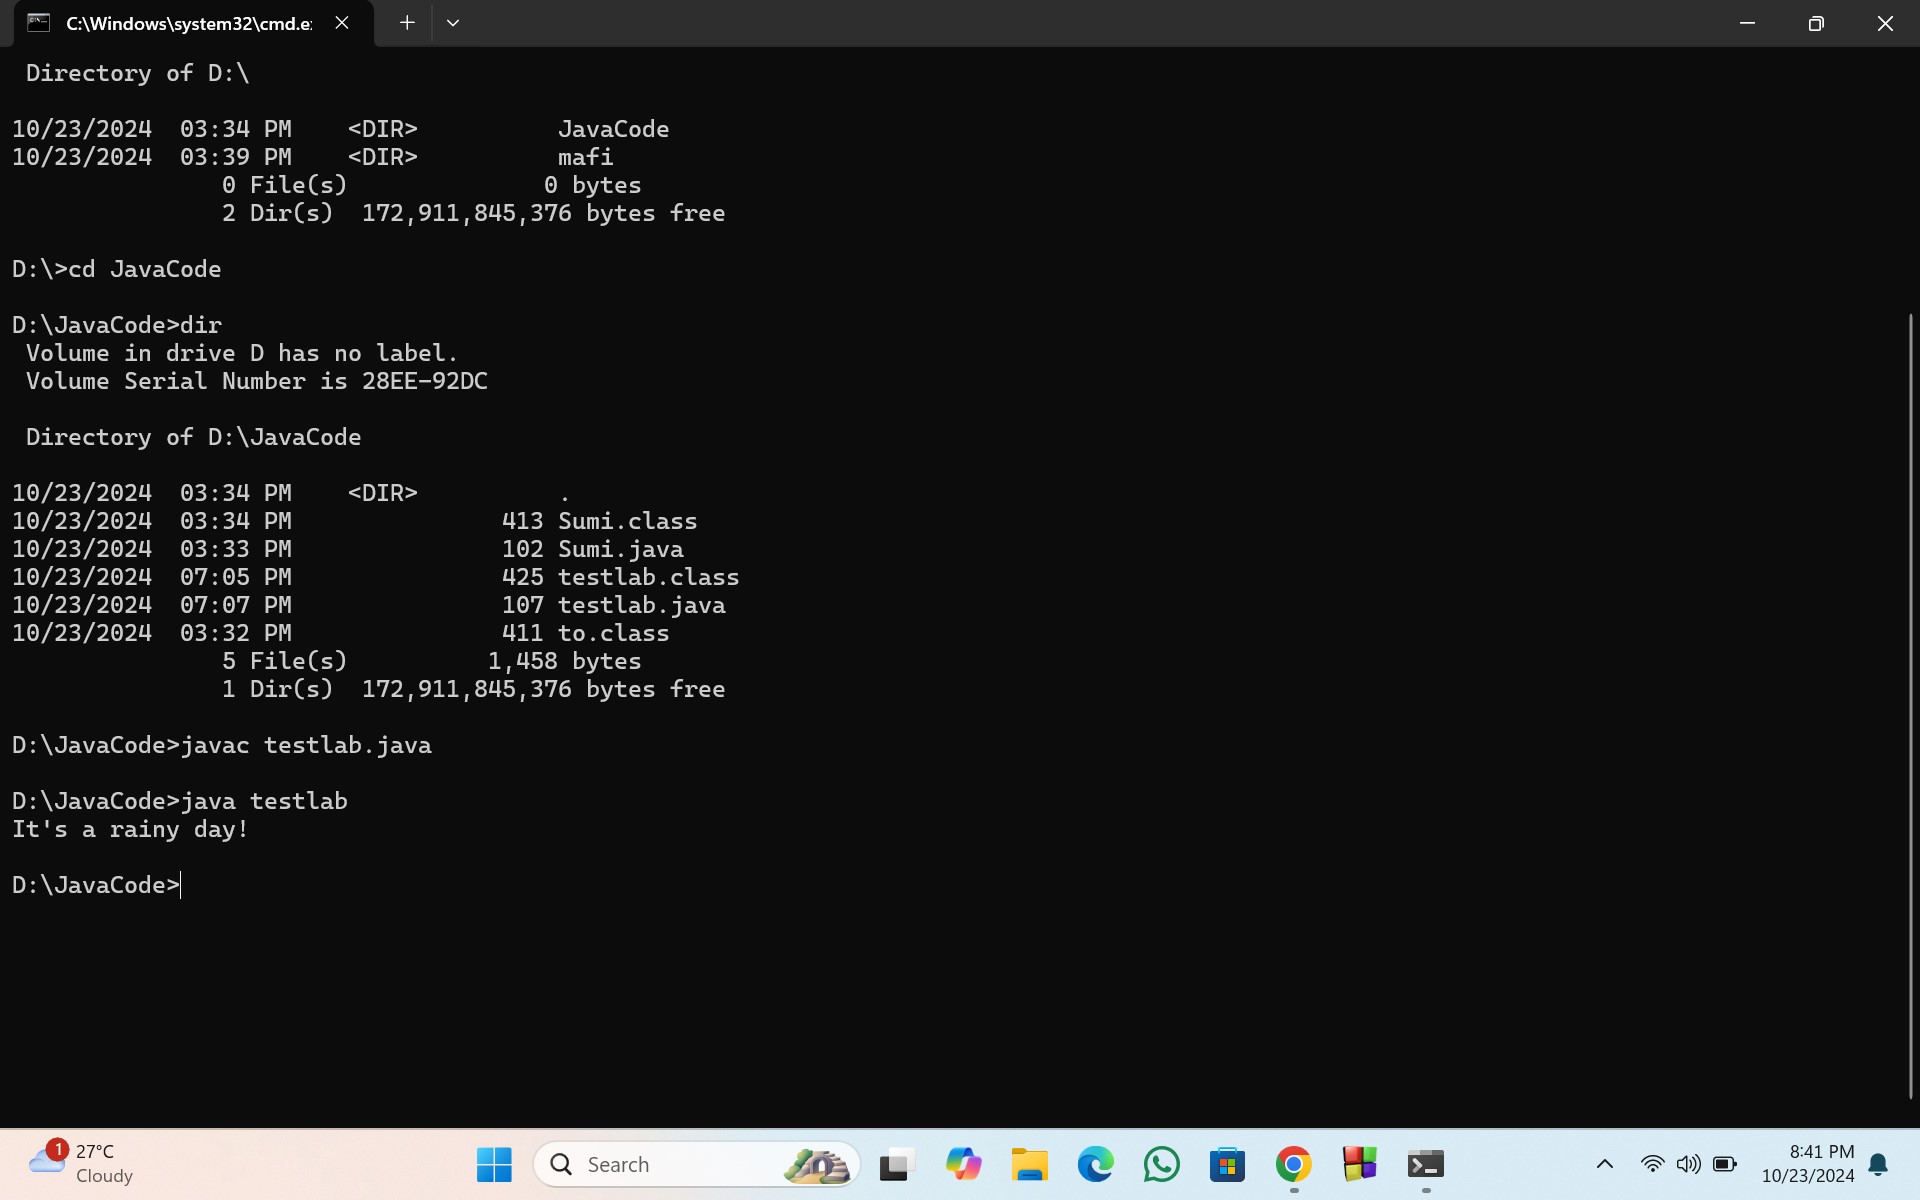 C:\Windows\system32\cmd.e
Directory of D:\
10/23/2024  03:34 PM    <DIR>          JavaCode
10/23/2024  03:39 PM    <DIR>          mafi
               0 File(s)              0 bytes
               2 Dir(s)  172,911,845,376 bytes free
D:\>cd JavaCode
D:\JavaCode>dir
 Volume in drive D has no label.
 Volume Serial Number is 28EE-92DC
 Directory of D:\JavaCode
10/23/2024  03:34 PM    <DIR>          .
10/23/2024  03:34 PM               413 Sumi.class
10/23/2024  03:33 PM               102 Sumi.java
10/23/2024  07:05 PM               425 testlab.class
10/23/2024  07:07 PM               107 testlab.java
10/23/2024  03:32 PM               411 to.class
               5 File(s)          1,458 bytes
               1 Dir(s)  172,911,845,376 bytes free
D:\JavaCode>javac testlab.java
D:\JavaCode>java testlab
It's a rainy day!
D:\JavaCode>
1
27°C
Cloudy
Search
8:41 PM
10/23/2024